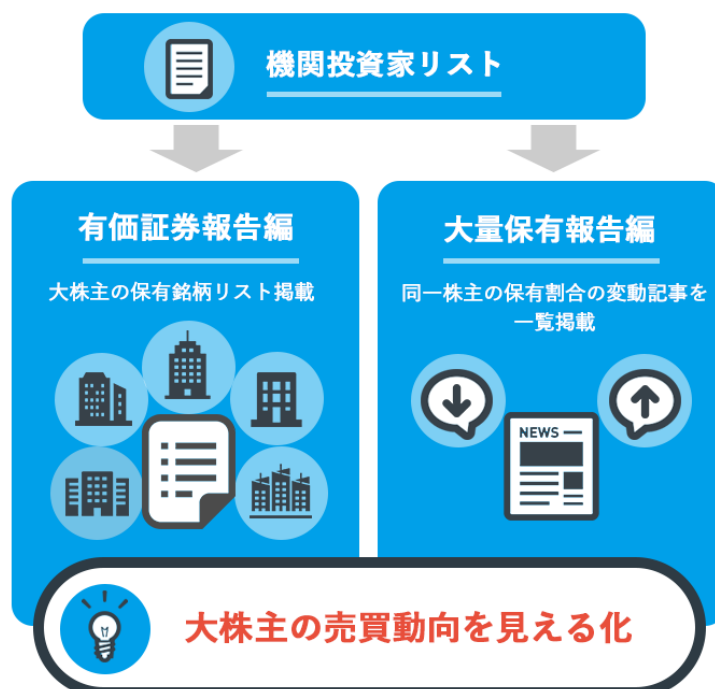 機関投資家リスト
有価証券報告編
大株主の保有銘柄リスト掲載
大量保有報告編
同一株主の保有割合の変動記事を
一覧掲載
NEWS
大株主の売買動向を見える化